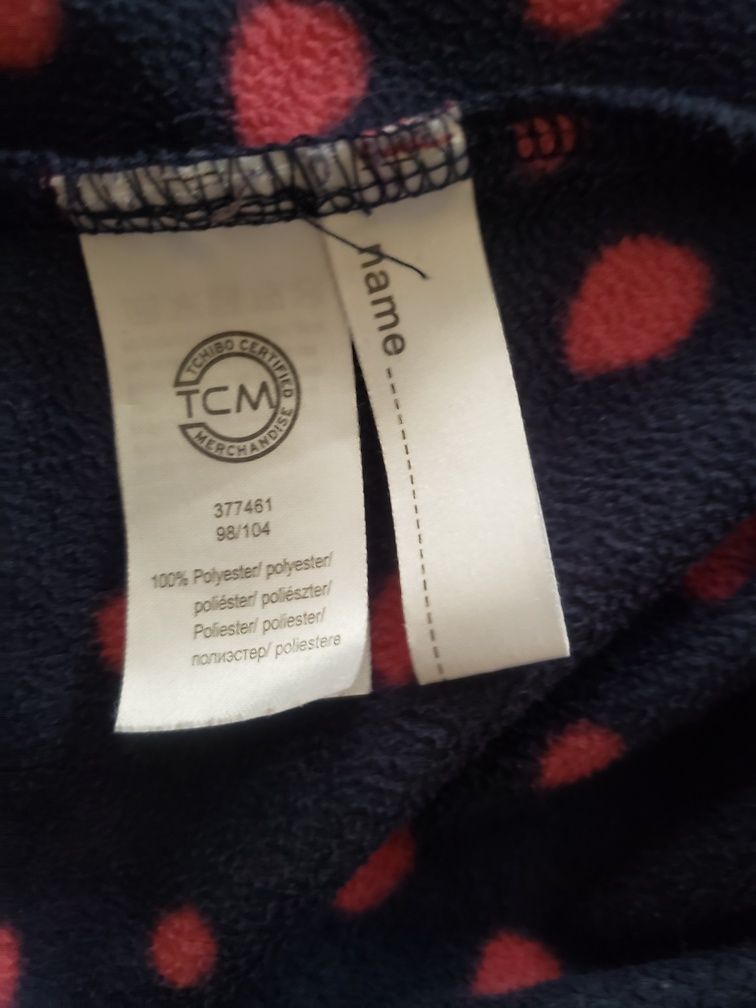 TCHIBO CERTIFIED
TCM
MERCHANDISE
377461
98/104
100% Polyester/ polyester/
poliéster/ poliészter/
Poliester/ poliester/
полиэстер/ poliestere
name